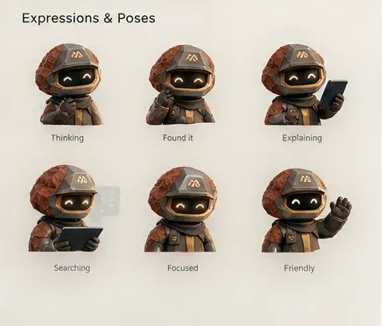 Expressions & Poses
Thinking
Found it
Explaining
Searching
Focused
Friendly